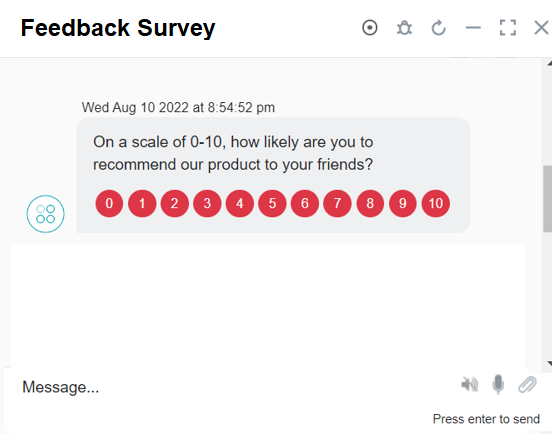 Feedback Survey
Wed Aug 10 2022 at 8:54:52 pm
On a scale of 0-10, how likely are you to
recommend our product to your friends?
0 1 2 3 4 5 6 7 8 9 10
Message...
Press enter to send